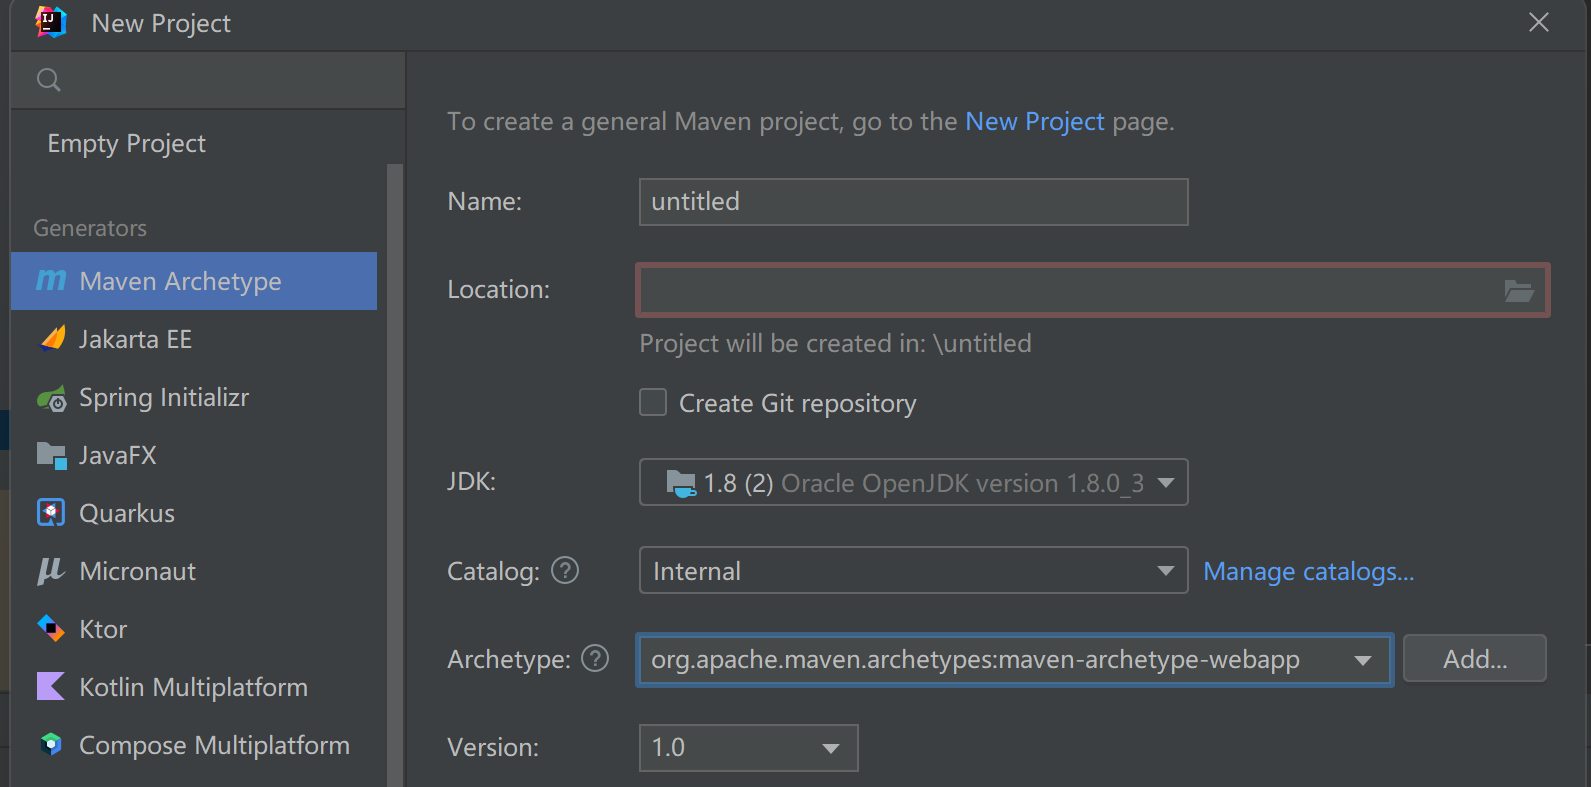 New Project
Empty Project
Generators
Maven Archetype
Jakarta EE
Spring Initializr
JavaFX
Quarkus
Micronaut
Ktor
Kotlin Multiplatform
Compose Multiplatform
To create a general Maven project, go to the New Project page.
Name: untitled
Location:
Project will be created in: \untitled
Create Git repository
JDK: 1.8 (2) Oracle OpenJDK version 1.8.0_3
Catalog: ? Internal Manage catalogs...
Archetype: ? org.apache.maven.archetypes:maven-archetype-webapp Add...
Version: 1.0